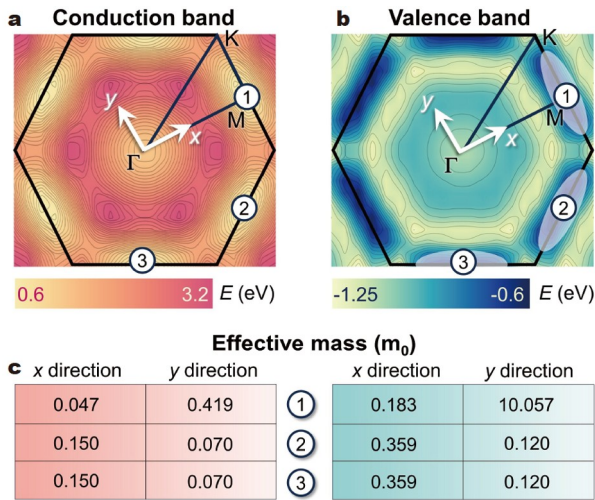 a Conduction band
b Valence band
K
1
M
y
x
Γ
2
3
K
1
M
y
x
Γ
2
3
0.6 3.2 E (eV)
-1.25 -0.6 E (eV)
Effective mass (m₀)
c x direction y direction x direction y direction
0.047 0.419 1 0.183 10.057
0.150 0.070 2 0.359 0.120
0.150 0.070 3 0.359 0.120